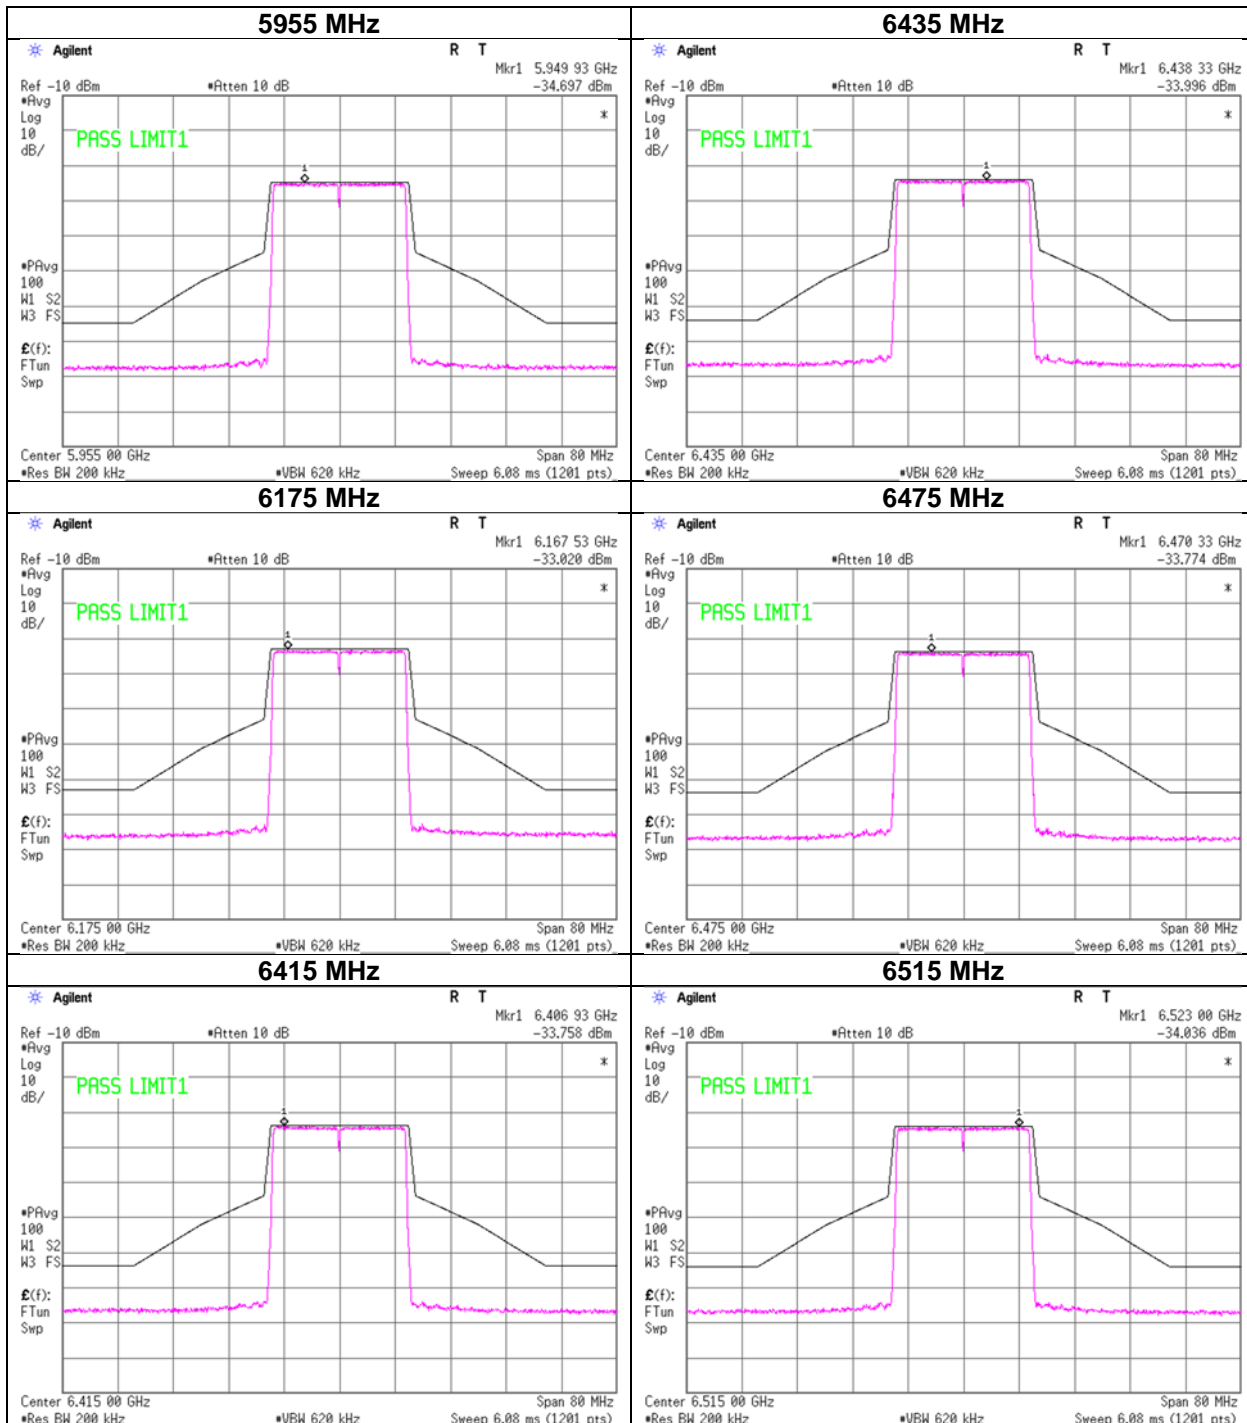 5955 MHz
Agilent R T
Mkr1 5.949 93 GHz
Ref -10 dBm #Atten 10 dB -34.697 dBm
#Avg
Log
10
dB/
*
PASS LIMIT1
1
#PAvg
100
W1 S2
W3 FS
£(f):
FTun
Swp
Center 5.955 00 GHz Span 80 MHz
#Res BW 200 kHz #VBW 620 kHz Sweep 6.08 ms (1201 pts)
6435 MHz
Agilent R T
Mkr1 6.438 33 GHz
Ref -10 dBm #Atten 10 dB -33.996 dBm
#Avg
Log
10
dB/
*
PASS LIMIT1
1
#PAvg
100
W1 S2
W3 FS
£(f):
FTun
Swp
Center 6.435 00 GHz Span 80 MHz
#Res BW 200 kHz #VBW 620 kHz Sweep 6.08 ms (1201 pts)
6175 MHz
Agilent R T
Mkr1 6.167 53 GHz
Ref -10 dBm #Atten 10 dB -33.020 dBm
#Avg
Log
10
dB/
*
PASS LIMIT1
1
#PAvg
100
W1 S2
W3 FS
£(f):
FTun
Swp
Center 6.175 00 GHz Span 80 MHz
#Res BW 200 kHz #VBW 620 kHz Sweep 6.08 ms (1201 pts)
6475 MHz
Agilent R T
Mkr1 6.470 33 GHz
Ref -10 dBm #Atten 10 dB -33.774 dBm
#Avg
Log
10
dB/
*
PASS LIMIT1
1
#PAvg
100
W1 S2
W3 FS
£(f):
FTun
Swp
Center 6.475 00 GHz Span 80 MHz
#Res BW 200 kHz #VBW 620 kHz Sweep 6.08 ms (1201 pts)
6415 MHz
Agilent R T
Mkr1 6.406 93 GHz
Ref -10 dBm #Atten 10 dB -33.758 dBm
#Avg
Log
10
dB/
*
PASS LIMIT1
1
#PAvg
100
W1 S2
W3 FS
£(f):
FTun
Swp
Center 6.415 00 GHz Span 80 MHz
#Res BW 200 kHz #VBW 620 kHz Sweep 6.08 ms (1201 pts)
6515 MHz
Agilent R T
Mkr1 6.523 00 GHz
Ref -10 dBm #Atten 10 dB -34.036 dBm
#Avg
Log
10
dB/
*
PASS LIMIT1
1
#PAvg
100
W1 S2
W3 FS
£(f):
FTun
Swp
Center 6.515 00 GHz Span 80 MHz
#Res BW 200 kHz #VBW 620 kHz Sweep 6.08 ms (1201 pts)